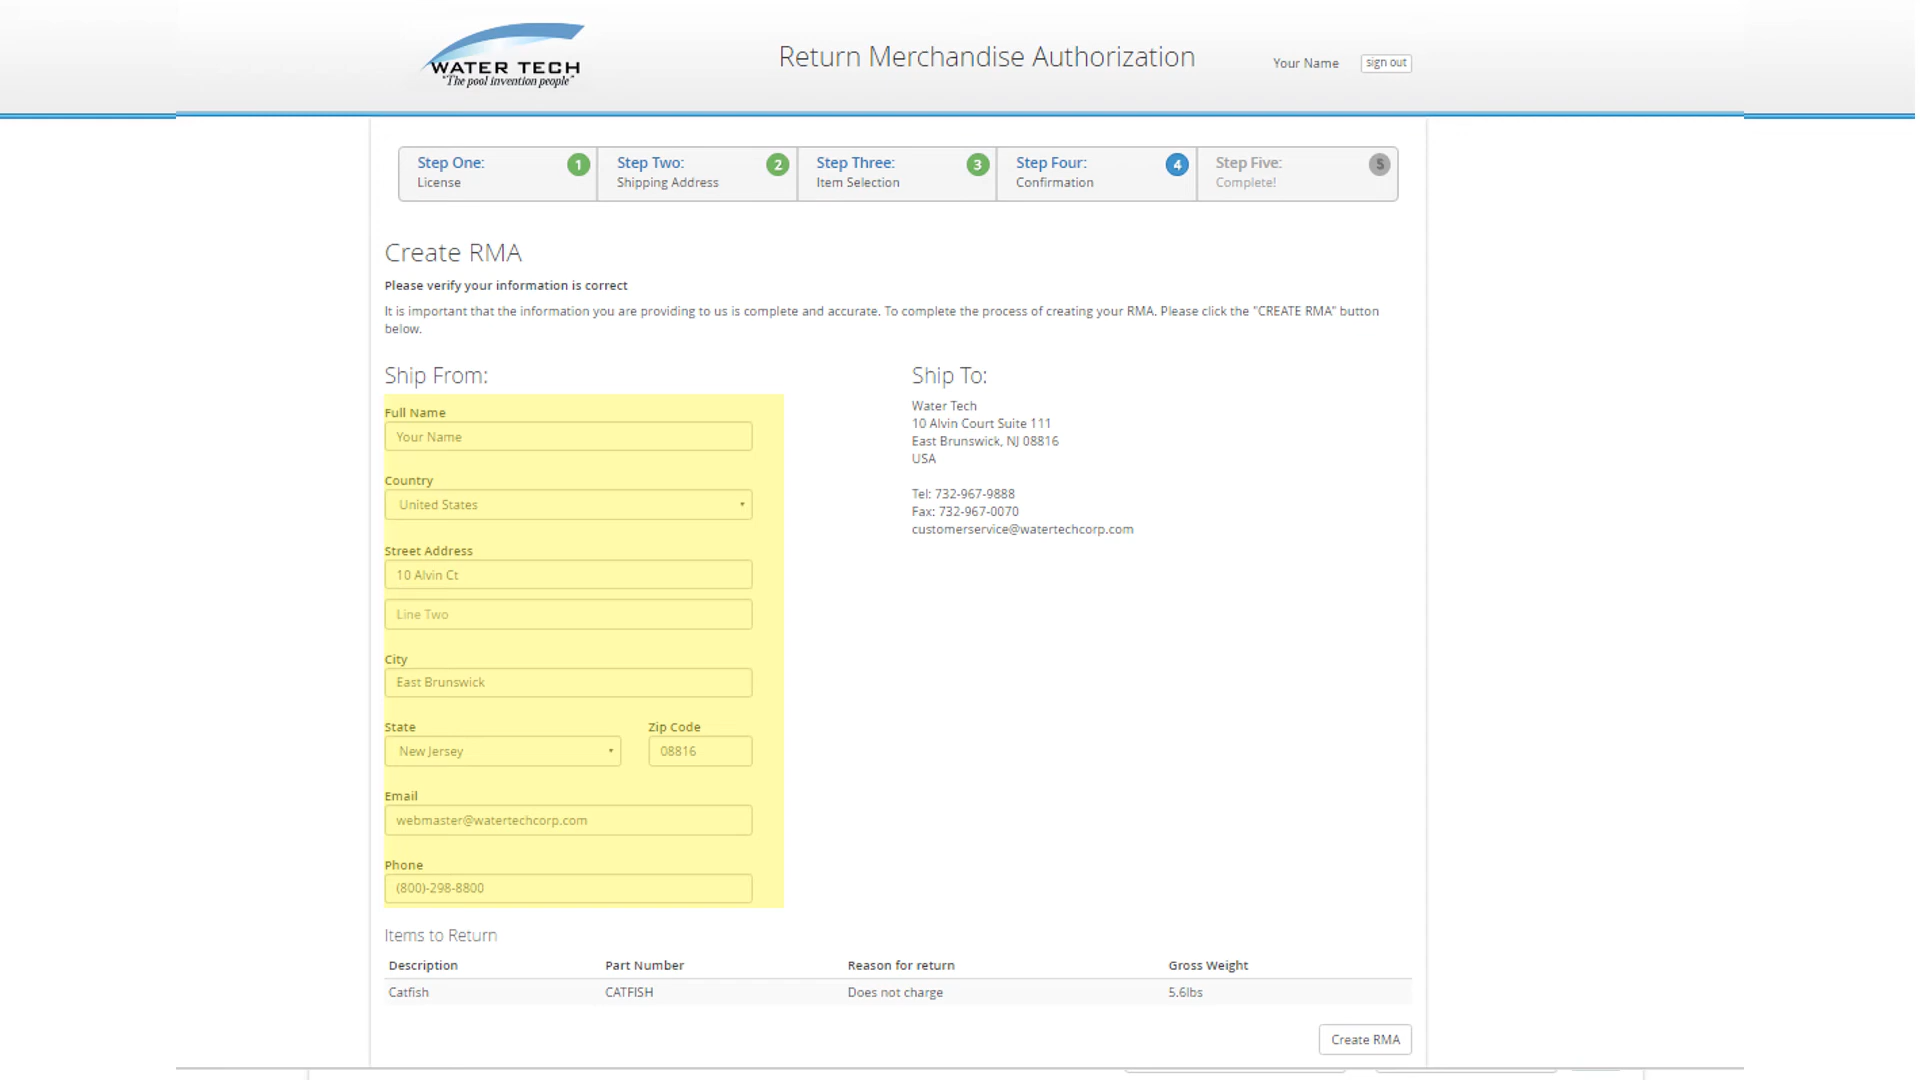 WATER TECH
"The pool invention people"
Return Merchandise Authorization
Your Name
sign out
Step One:
License
1
Step Two:
Shipping Address
2
Step Three:
Item Selection
3
Step Four:
Confirmation
4
Step Five:
Complete!
5
Create RMA
Please verify your information is correct
It is important that the information you are providing to us is complete and accurate. To complete the process of creating your RMA. Please click the "CREATE RMA" button
below.
Ship From:
Full Name
Your Name
Country
United States
Street Address
10 Alvin Ct
Line Two
City
East Brunswick
State
Zip Code
New Jersey
08816
Email
webmaster@watertechcorp.com
Phone
(800)-298-8800
Ship To:
Water Tech
10 Alvin Court Suite 111
East Brunswick, NJ 08816
USA
Tel: 732-967-9888
Fax: 732-967-0070
customerservice@watertechcorp.com
Items to Return
Description Part Number Reason for return Gross Weight
Catfish CATFISH Does not charge 5.6lbs
Create RMA